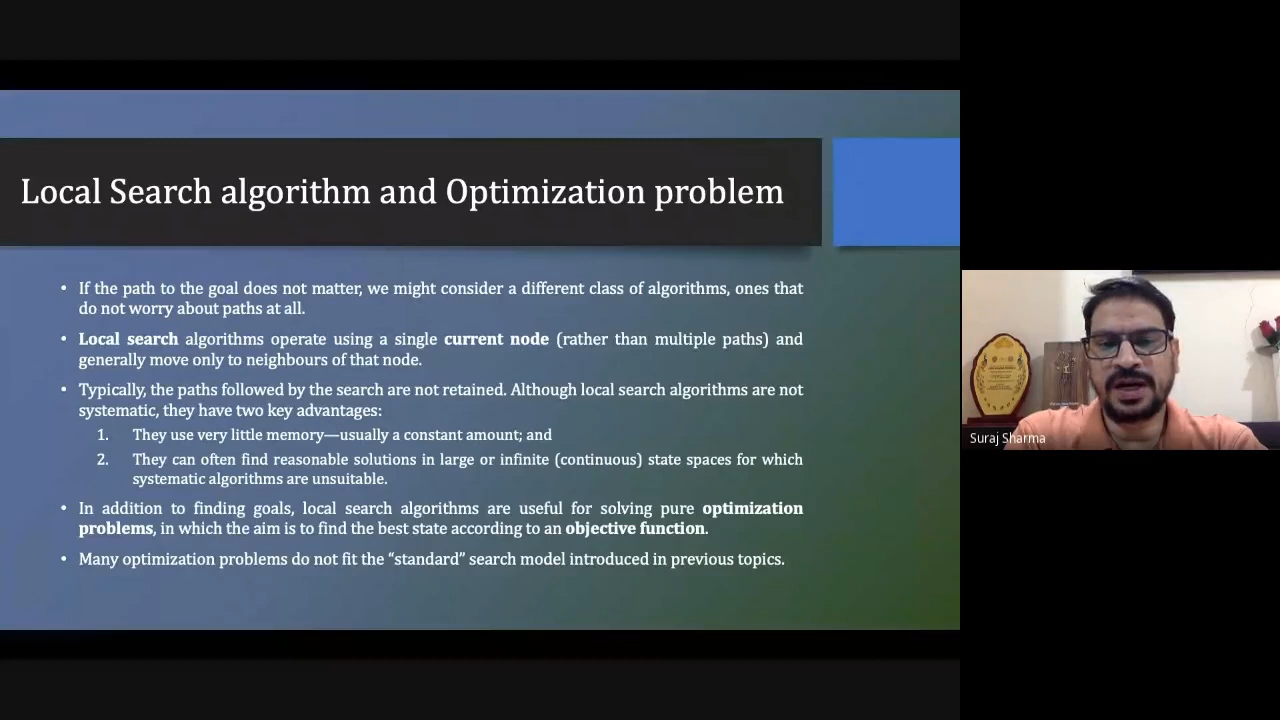 Local Search algorithm and Optimization problem
• If the path to the goal does not matter, we might consider a different class of algorithms, ones that
do not worry about paths at all.
• Local search algorithms operate using a single current node (rather than multiple paths) and
generally move only to neighbours of that node.
• Typically, the paths followed by the search are not retained. Although local search algorithms are not
systematic, they have two key advantages:
1. They use very little memory—usually a constant amount; and
2. They can often find reasonable solutions in large or infinite (continuous) state spaces for which
systematic algorithms are unsuitable.
• In addition to finding goals, local search algorithms are useful for solving pure optimization
problems, in which the aim is to find the best state according to an objective function.
• Many optimization problems do not fit the “standard” search model introduced in previous topics.
Suraj Sharma